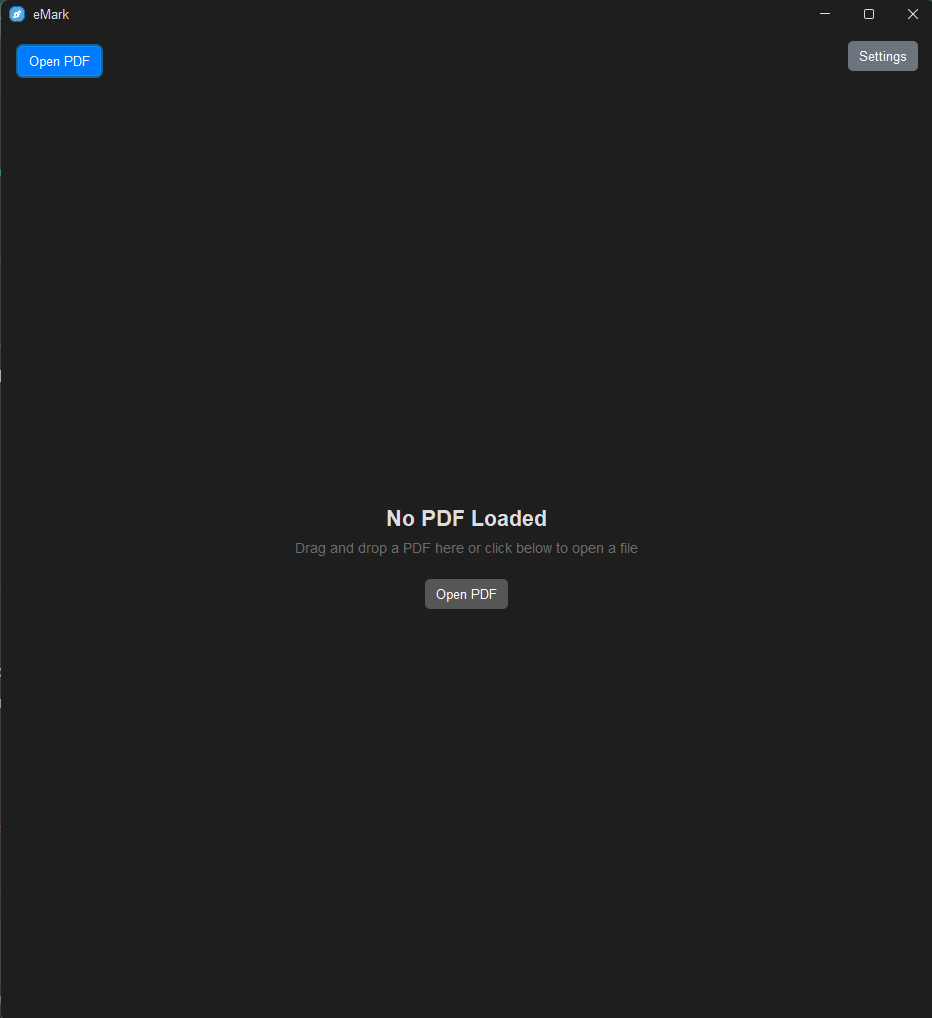 eMark
Open PDF
Settings
No PDF Loaded
Drag and drop a PDF here or click below to open a file
Open PDF